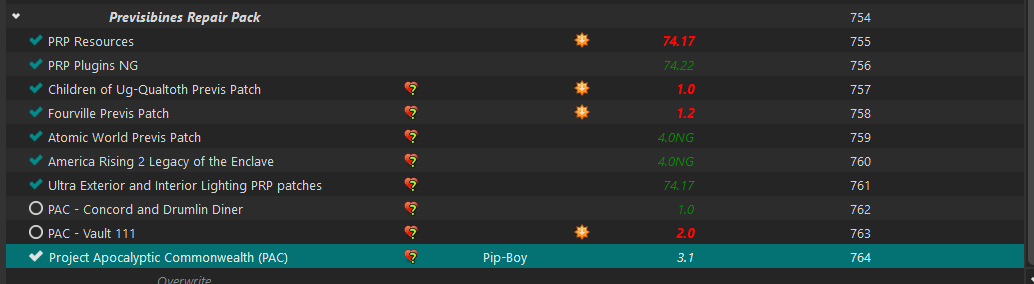 Previsibines Repair Pack 754
PRP Resources 74.17 755
PRP Plugins NG 74.22 756
Children of Ug-Qualtoth Previs Patch 1.0 757
Fourville Previs Patch 1.2 758
Atomic World Previs Patch 4.0NG 759
America Rising 2 Legacy of the Enclave 4.0NG 760
Ultra Exterior and Interior Lighting PRP patches 74.17 761
PAC - Concord and Drumlin Diner 1.0 762
PAC - Vault 111 2.0 763
Project Apocalyptic Commonwealth (PAC) Pip-Boy 3.1 764
Overwrite